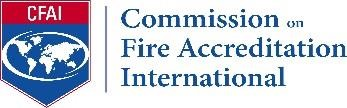 CFAI
Commission on
Fire Accreditation
International